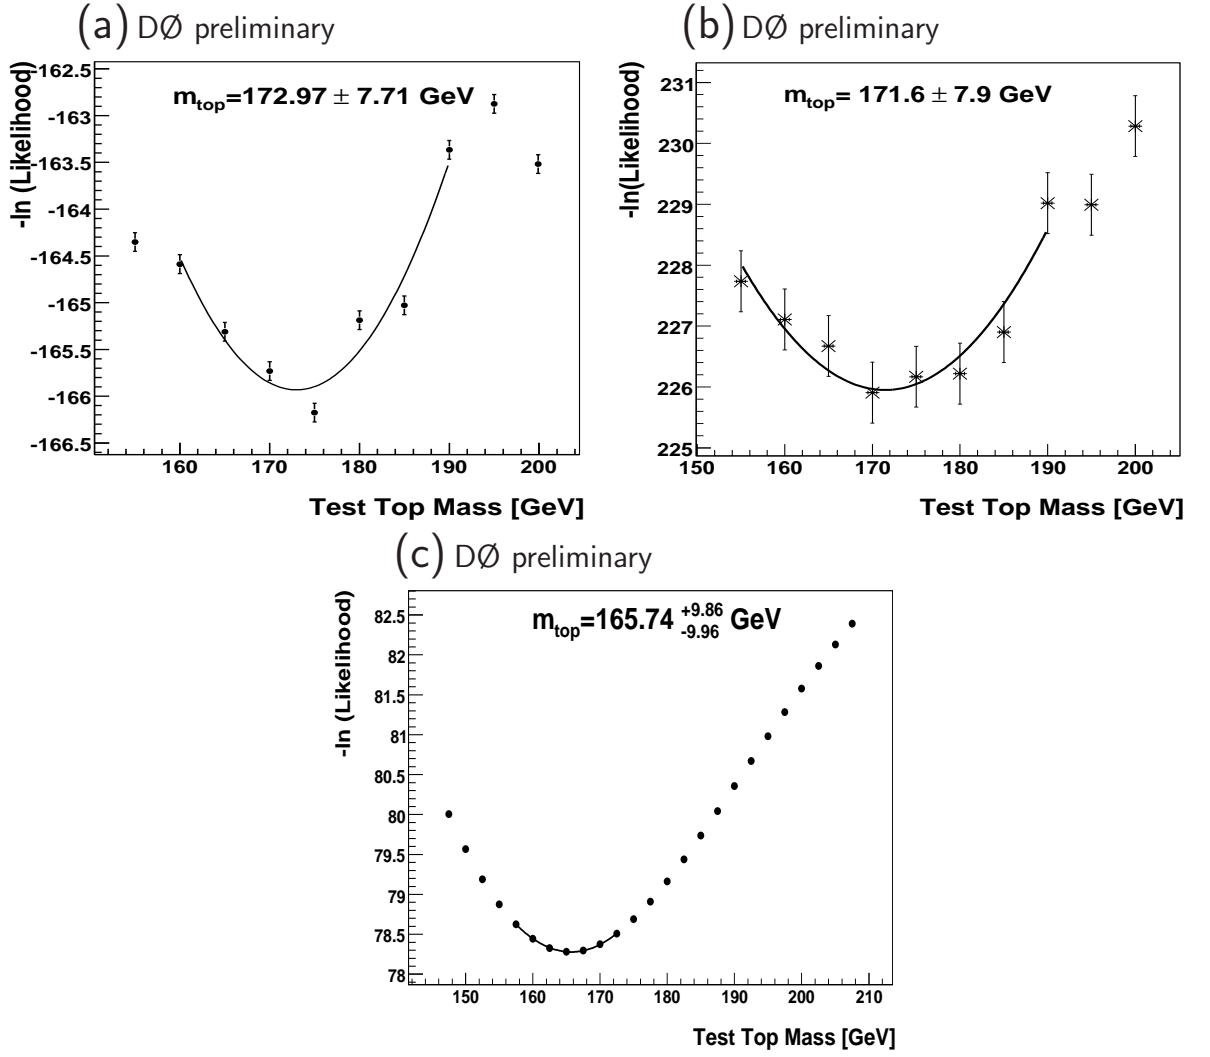 (a) DØ preliminary
-ln (Likelihood)
-162.5
-163
-163.5
-164
-164.5
-165
-165.5
-166
-166.5
m_top=172.97 ± 7.71 GeV
160 170 180 190 200
Test Top Mass [GeV]
(b) DØ preliminary
-ln(Likelihood)
231
230
229
228
227
226
225
m_top= 171.6 ± 7.9 GeV
150 160 170 180 190 200
Test Top Mass [GeV]
(c) DØ preliminary
-ln (Likelihood)
82.5
82
81.5
81
80.5
80
79.5
79
78.5
78
m_top=165.74 +9.86 -9.96 GeV
150 160 170 180 190 200 210
Test Top Mass [GeV]